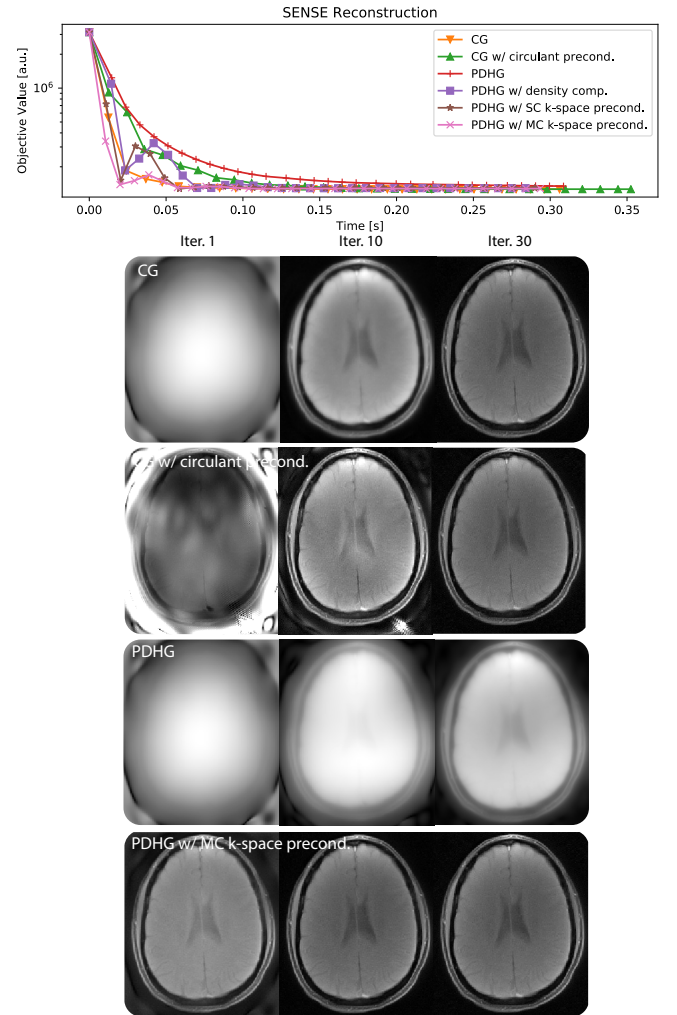 SENSE Reconstruction
Objective Value [a.u.]
10⁶
CG
CG w/ circulant precond.
PDHG
PDHG w/ density comp.
PDHG w/ SC k-space precond.
PDHG w/ MC k-space precond.
0.00 0.05 0.10 0.15 0.20 0.25 0.30 0.35
Time [s]
Iter. 1 Iter. 10 Iter. 30
CG
CG w/ circulant precond.
PDHG
PDHG w/ MC k-space precond.